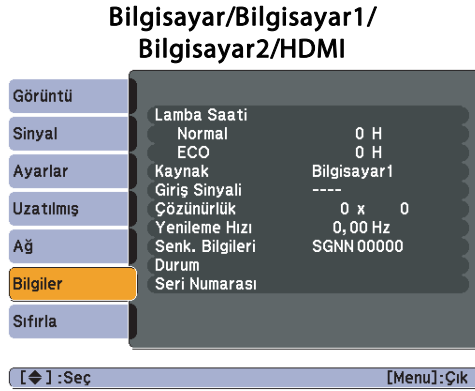 Bilgisayar/Bilgisayar1/
Bilgisayar2/HDMI
Görüntü
Sinyal
Ayarlar
Uzatılmış
Ağ
Bilgiler
Sıfırla
Lamba Saati
Normal 0 H
ECO 0 H
Kaynak Bilgisayar1
Giriş Sinyali ----
Çözünürlük 0 x 0
Yenileme Hızı 0,00 Hz
Senk. Bilgileri SGNN 00000
Durum
Seri Numarası
[◆] :Seç [Menu]:Çık